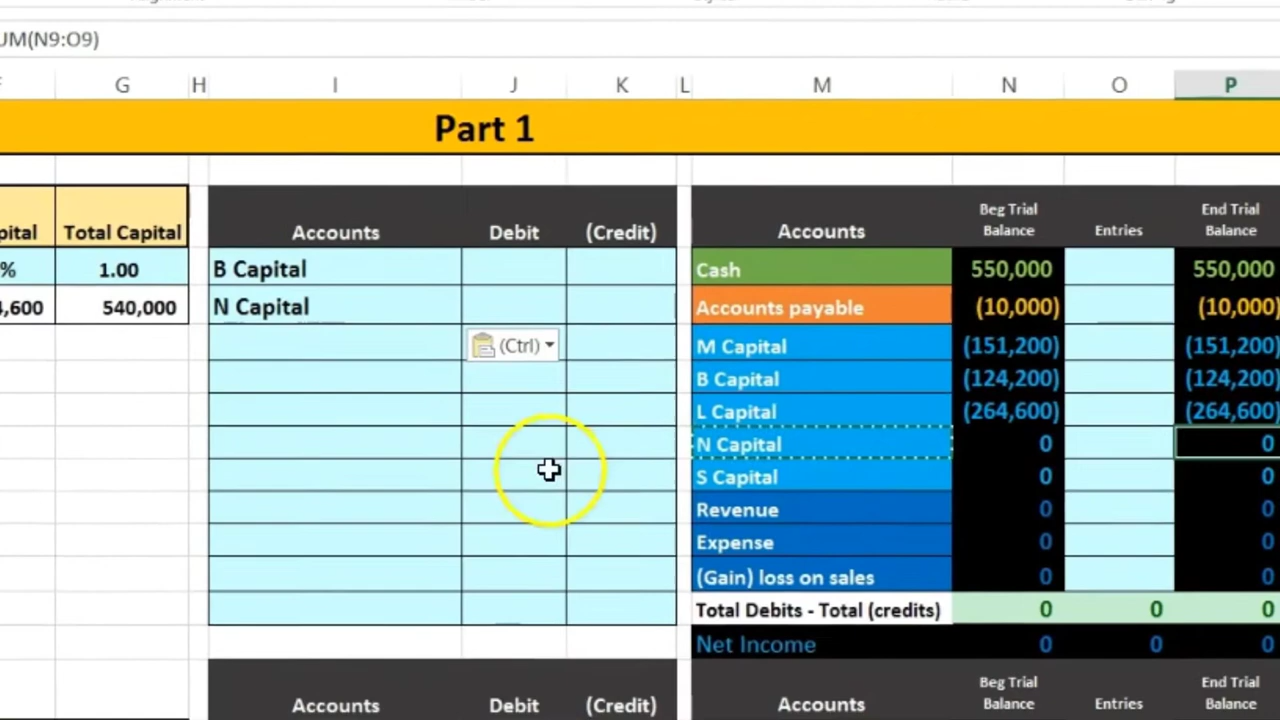 UM(N9:O9)
G H I J K L M N O P
Part 1
pital Total Capital Accounts Debit (Credit) Accounts Beg Trial Balance Entries End Trial Balance
% 1.00 B Capital Cash 550,000 550,000
,600 540,000 N Capital Accounts payable (10,000) (10,000)
(Ctrl) M Capital (151,200) (151,200)
B Capital (124,200) (124,200)
L Capital (264,600) (264,600)
N Capital 0 0
S Capital 0 0
Revenue 0 0
Expense 0 0
(Gain) loss on sales 0 0
Total Debits - Total (credits) 0 0 0
Net Income 0 0 0
Accounts Debit (Credit) Accounts Beg Trial Balance Entries End Trial Balance